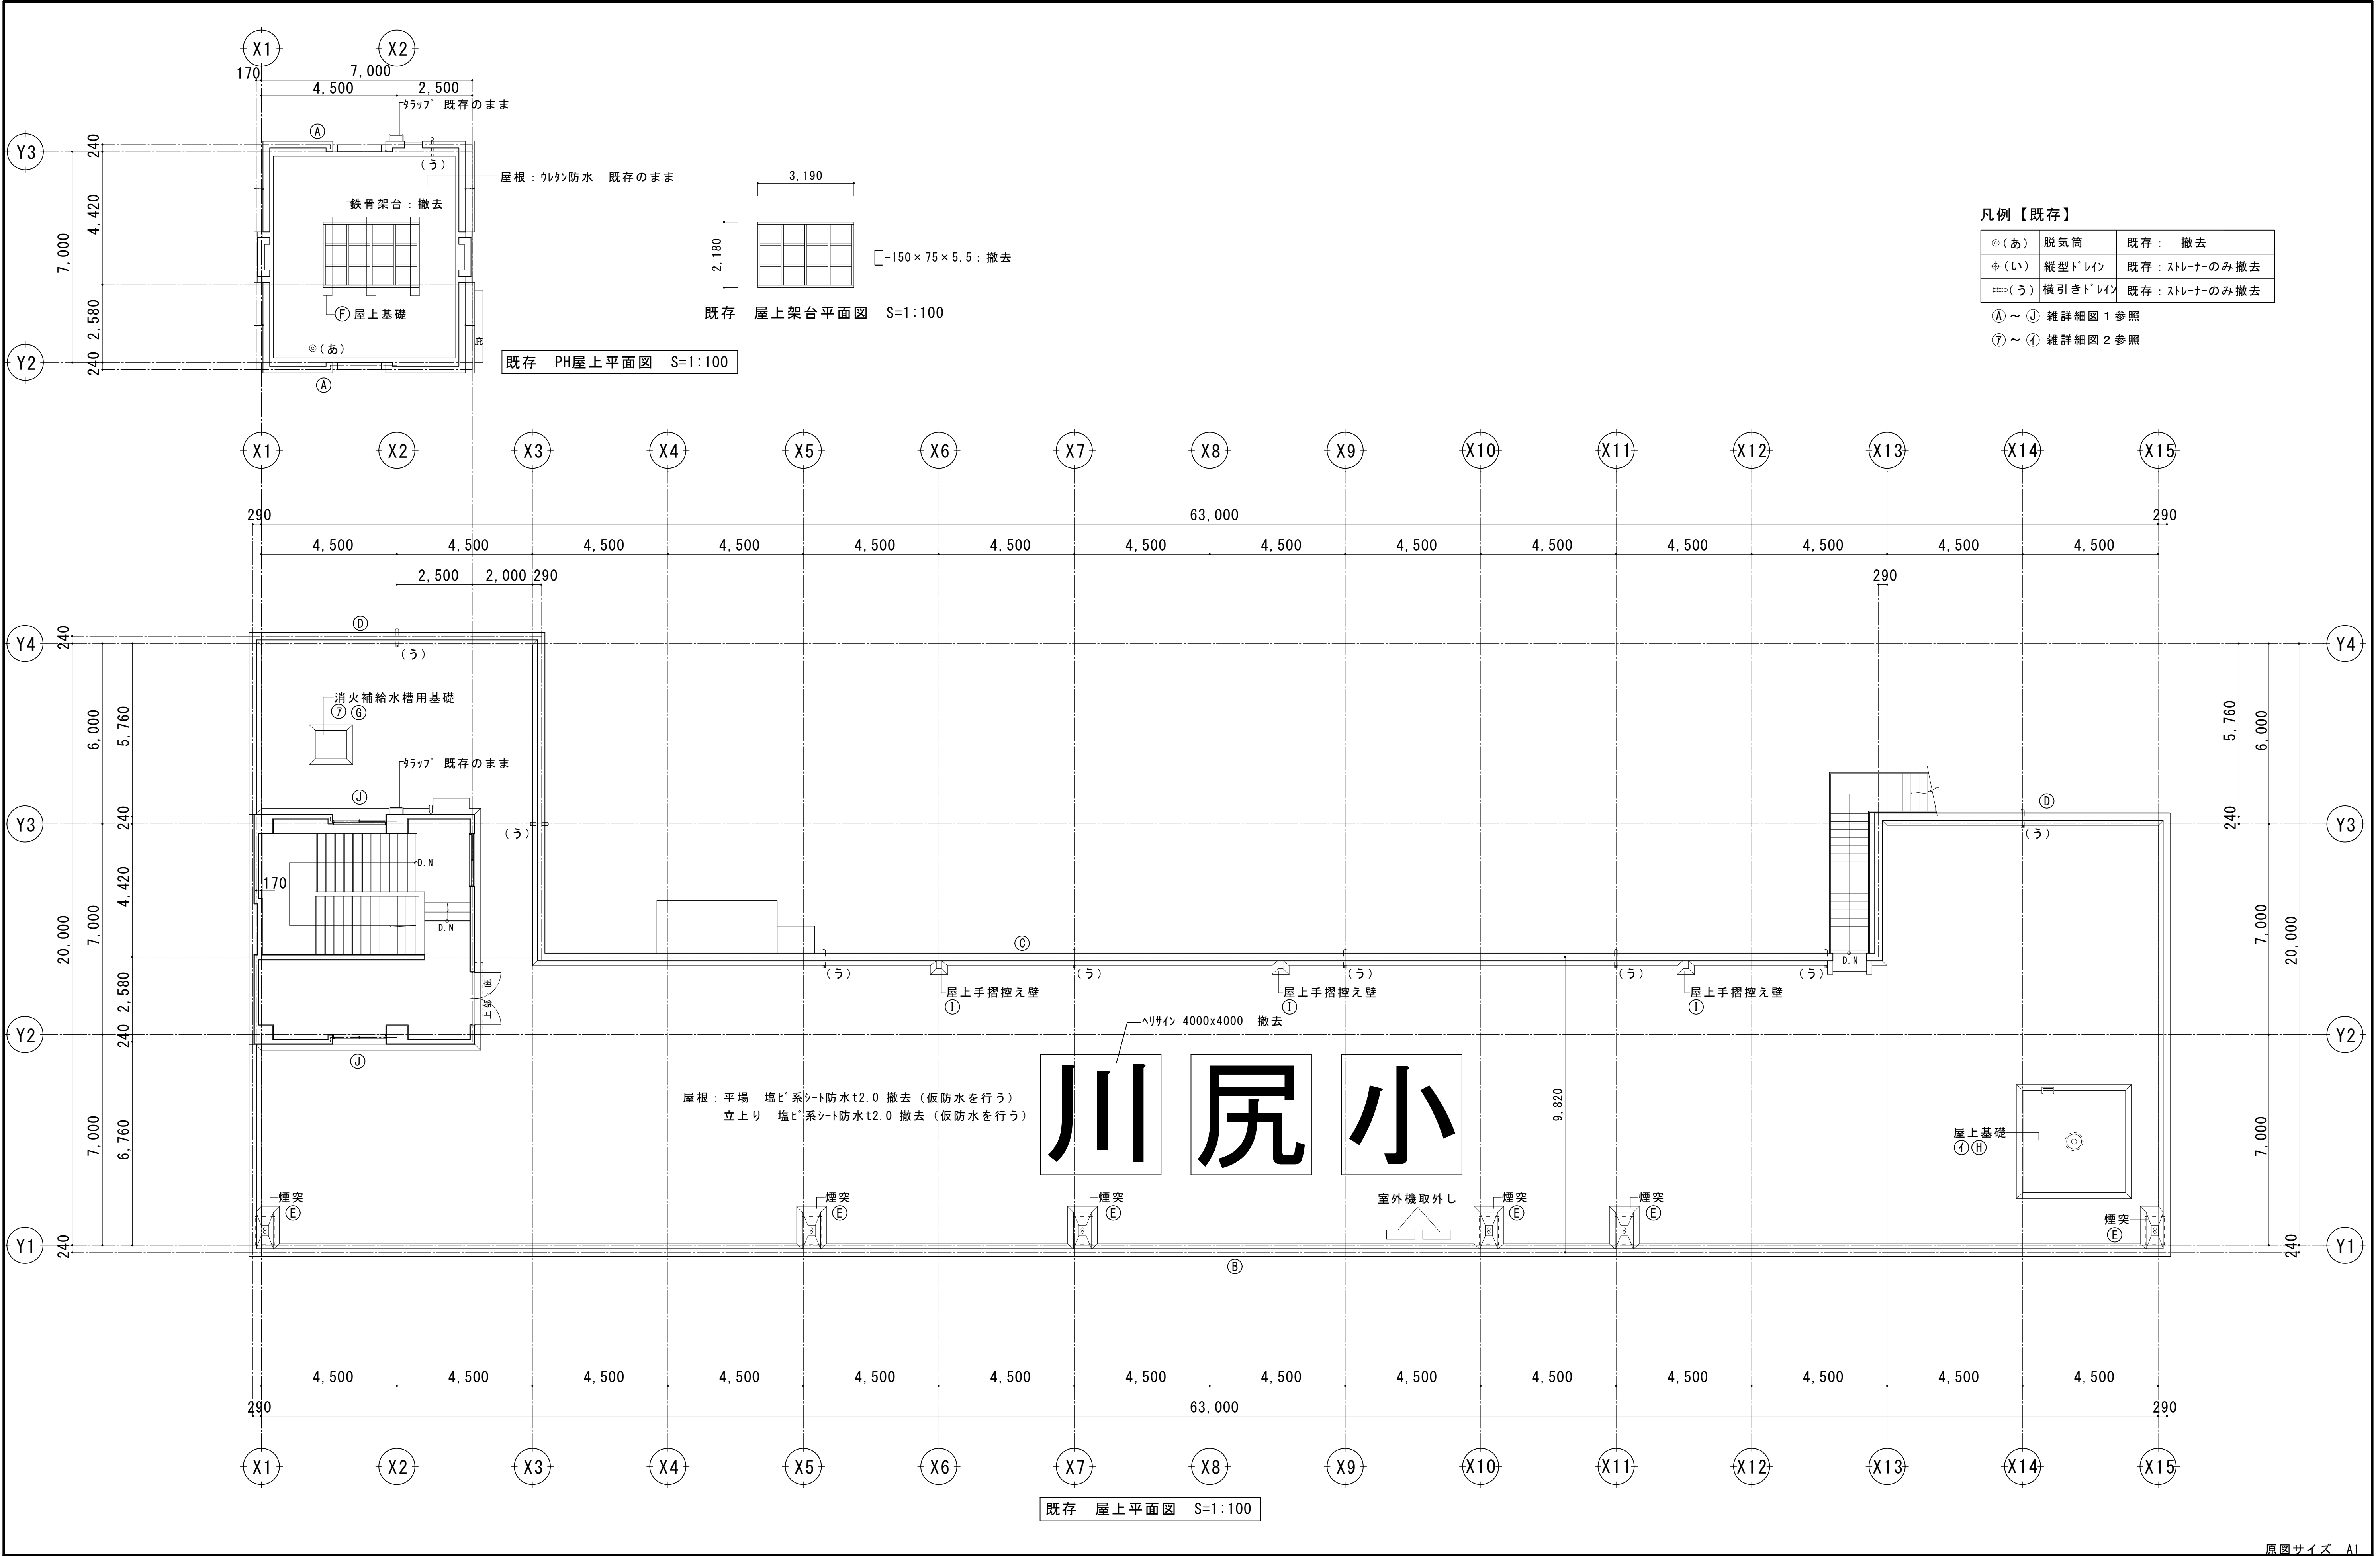 X1 X2
170 7,000
4,500 2,500
ﾀﾗｯﾌﾟ 既存のまま
Ⓐ
Y3
240
(う)
屋根：ｳﾚﾀﾝ防水 既存のまま
鉄骨架台：撤去
4,420
7,000
2,580
Ⓕ 屋上基礎
◎(あ)
庇
Y2
240
Ⓐ
既存 PH屋上平面図 S=1:100
3,190
2,180
[-150×75×5.5：撤去
既存 屋上架台平面図 S=1:100
凡例【既存】
◎(あ) 脱気筒 既存： 撤去
(い) 縦型ﾄﾞﾚｲﾝ 既存：ｽﾄﾚｰﾅｰのみ撤去
(う) 横引きﾄﾞﾚｲﾝ 既存：ｽﾄﾚｰﾅｰのみ撤去
Ⓐ～Ⓙ 雑詳細図１参照
㋐～㋑ 雑詳細図２参照
X1 X2 X3 X4 X5 X6 X7 X8 X9 X10 X11 X12 X13 X14 X15
290 63,000 290
4,500 4,500 4,500 4,500 4,500 4,500 4,500 4,500 4,500 4,500 4,500 4,500 4,500 4,500
2,500 2,000 290 290
Ⓓ
Y4 240 Y4
(う)
消火補給水槽用基礎
㋐ Ⓖ
6,000 5,760 5,760 6,000
ﾀﾗｯﾌﾟ 既存のまま
Ⓙ Ⓓ
Y3 240 240 Y3
(う) (う)
D.N
170
4,420
D.N
20,000 7,000 7,000 20,000
Ⓒ
(う) (う) (う) (う) (う) D.N
2,580
上部 庇
屋上手摺控え壁 屋上手摺控え壁 屋上手摺控え壁
Ⓘ Ⓘ Ⓘ
ﾍﾘｻｲﾝ 4000x4000 撤去
Y2 240 Y2
Ⓙ
川 尻 小
屋根：平場 塩ﾋﾞ系ｼｰﾄ防水t2.0 撤去（仮防水を行う）
立上り 塩ﾋﾞ系ｼｰﾄ防水t2.0 撤去（仮防水を行う）
9,820
7,000 6,760 7,000
屋上基礎
㋑Ⓗ
煙突 煙突 煙突 室外機取外し 煙突 煙突
Ⓔ Ⓔ Ⓔ Ⓔ Ⓔ
煙突
Ⓔ
Y1 240 240 Y1
Ⓑ
4,500 4,500 4,500 4,500 4,500 4,500 4,500 4,500 4,500 4,500 4,500 4,500 4,500 4,500
290 63,000 290
X1 X2 X3 X4 X5 X6 X7 X8 X9 X10 X11 X12 X13 X14 X15
既存 屋上平面図 S=1:100
原図サイズ A1